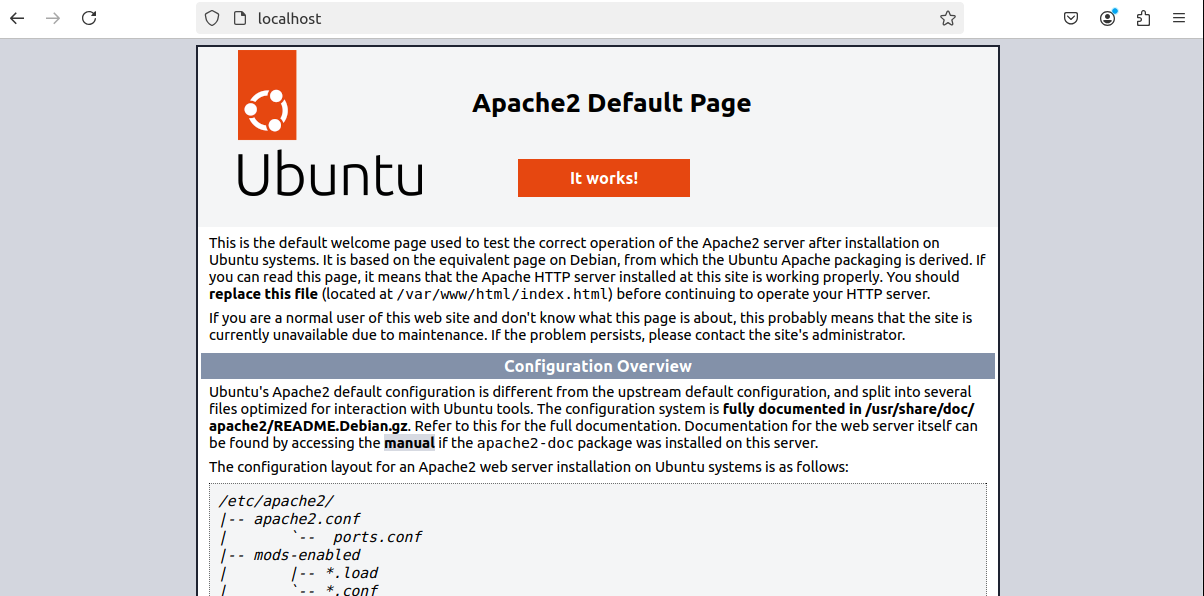 localhost
Apache2 Default Page
Ubuntu
It works!
This is the default welcome page used to test the correct operation of the Apache2 server after installation on
Ubuntu systems. It is based on the equivalent page on Debian, from which the Ubuntu Apache packaging is derived. If
you can read this page, it means that the Apache HTTP server installed at this site is working properly. You should
replace this file (located at /var/www/html/index.html) before continuing to operate your HTTP server.
If you are a normal user of this web site and don't know what this page is about, this probably means that the site is
currently unavailable due to maintenance. If the problem persists, please contact the site's administrator.
Configuration Overview
Ubuntu's Apache2 default configuration is different from the upstream default configuration, and split into several
files optimized for interaction with Ubuntu tools. The configuration system is fully documented in /usr/share/doc/
apache2/README.Debian.gz. Refer to this for the full documentation. Documentation for the web server itself can
be found by accessing the manual if the apache2-doc package was installed on this server.
The configuration layout for an Apache2 web server installation on Ubuntu systems is as follows:
/etc/apache2/
|-- apache2.conf
|       `--  ports.conf
|-- mods-enabled
|       |-- *.load
|       `-- *.conf